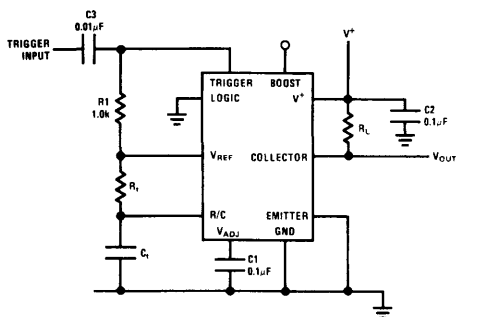 C3
0.01μF
TRIGGER
INPUT
V+
TRIGGER
BOOST
LOGIC
V+
R1
1.0k
C2
0.1μF
RL
VREF
COLLECTOR
VOUT
Rt
R/C
EMITTER
VADJ
GND
Ct
C1
0.1μF